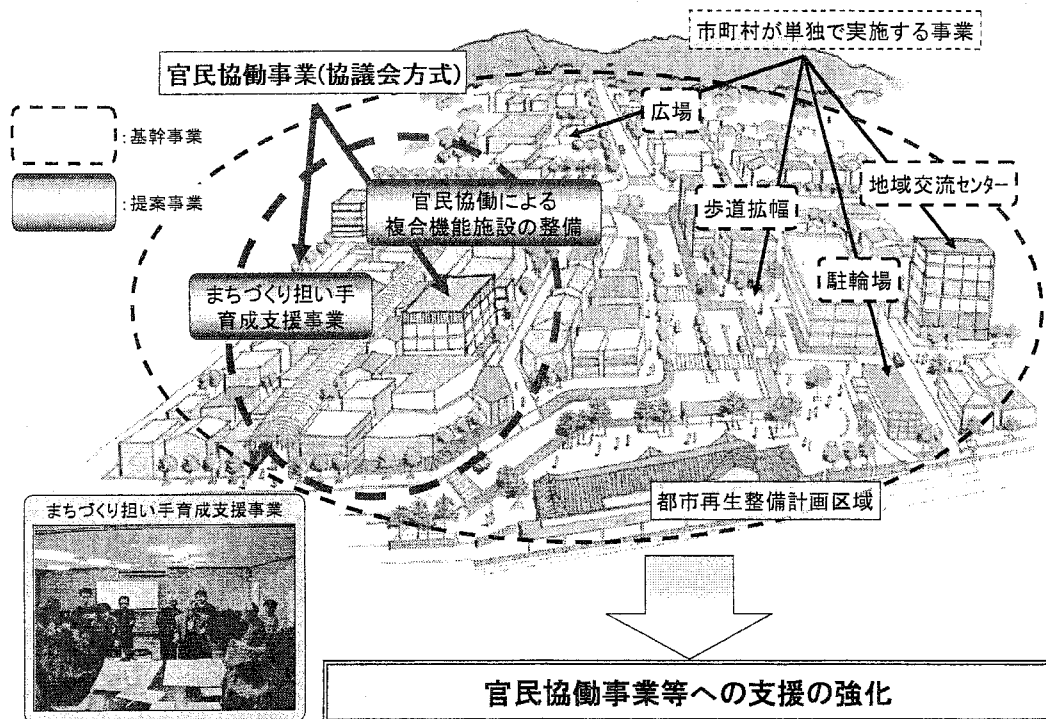 市町村が単独で実施する事業
官民協働事業(協議会方式)
:基幹事業
:提案事業
広場
地域交流センター
歩道拡幅
駐輪場
官民協働による
複合機能施設の整備
まちづくり担い手
育成支援事業
都市再生整備計画区域
まちづくり担い手育成支援事業
官民協働事業等への支援の強化